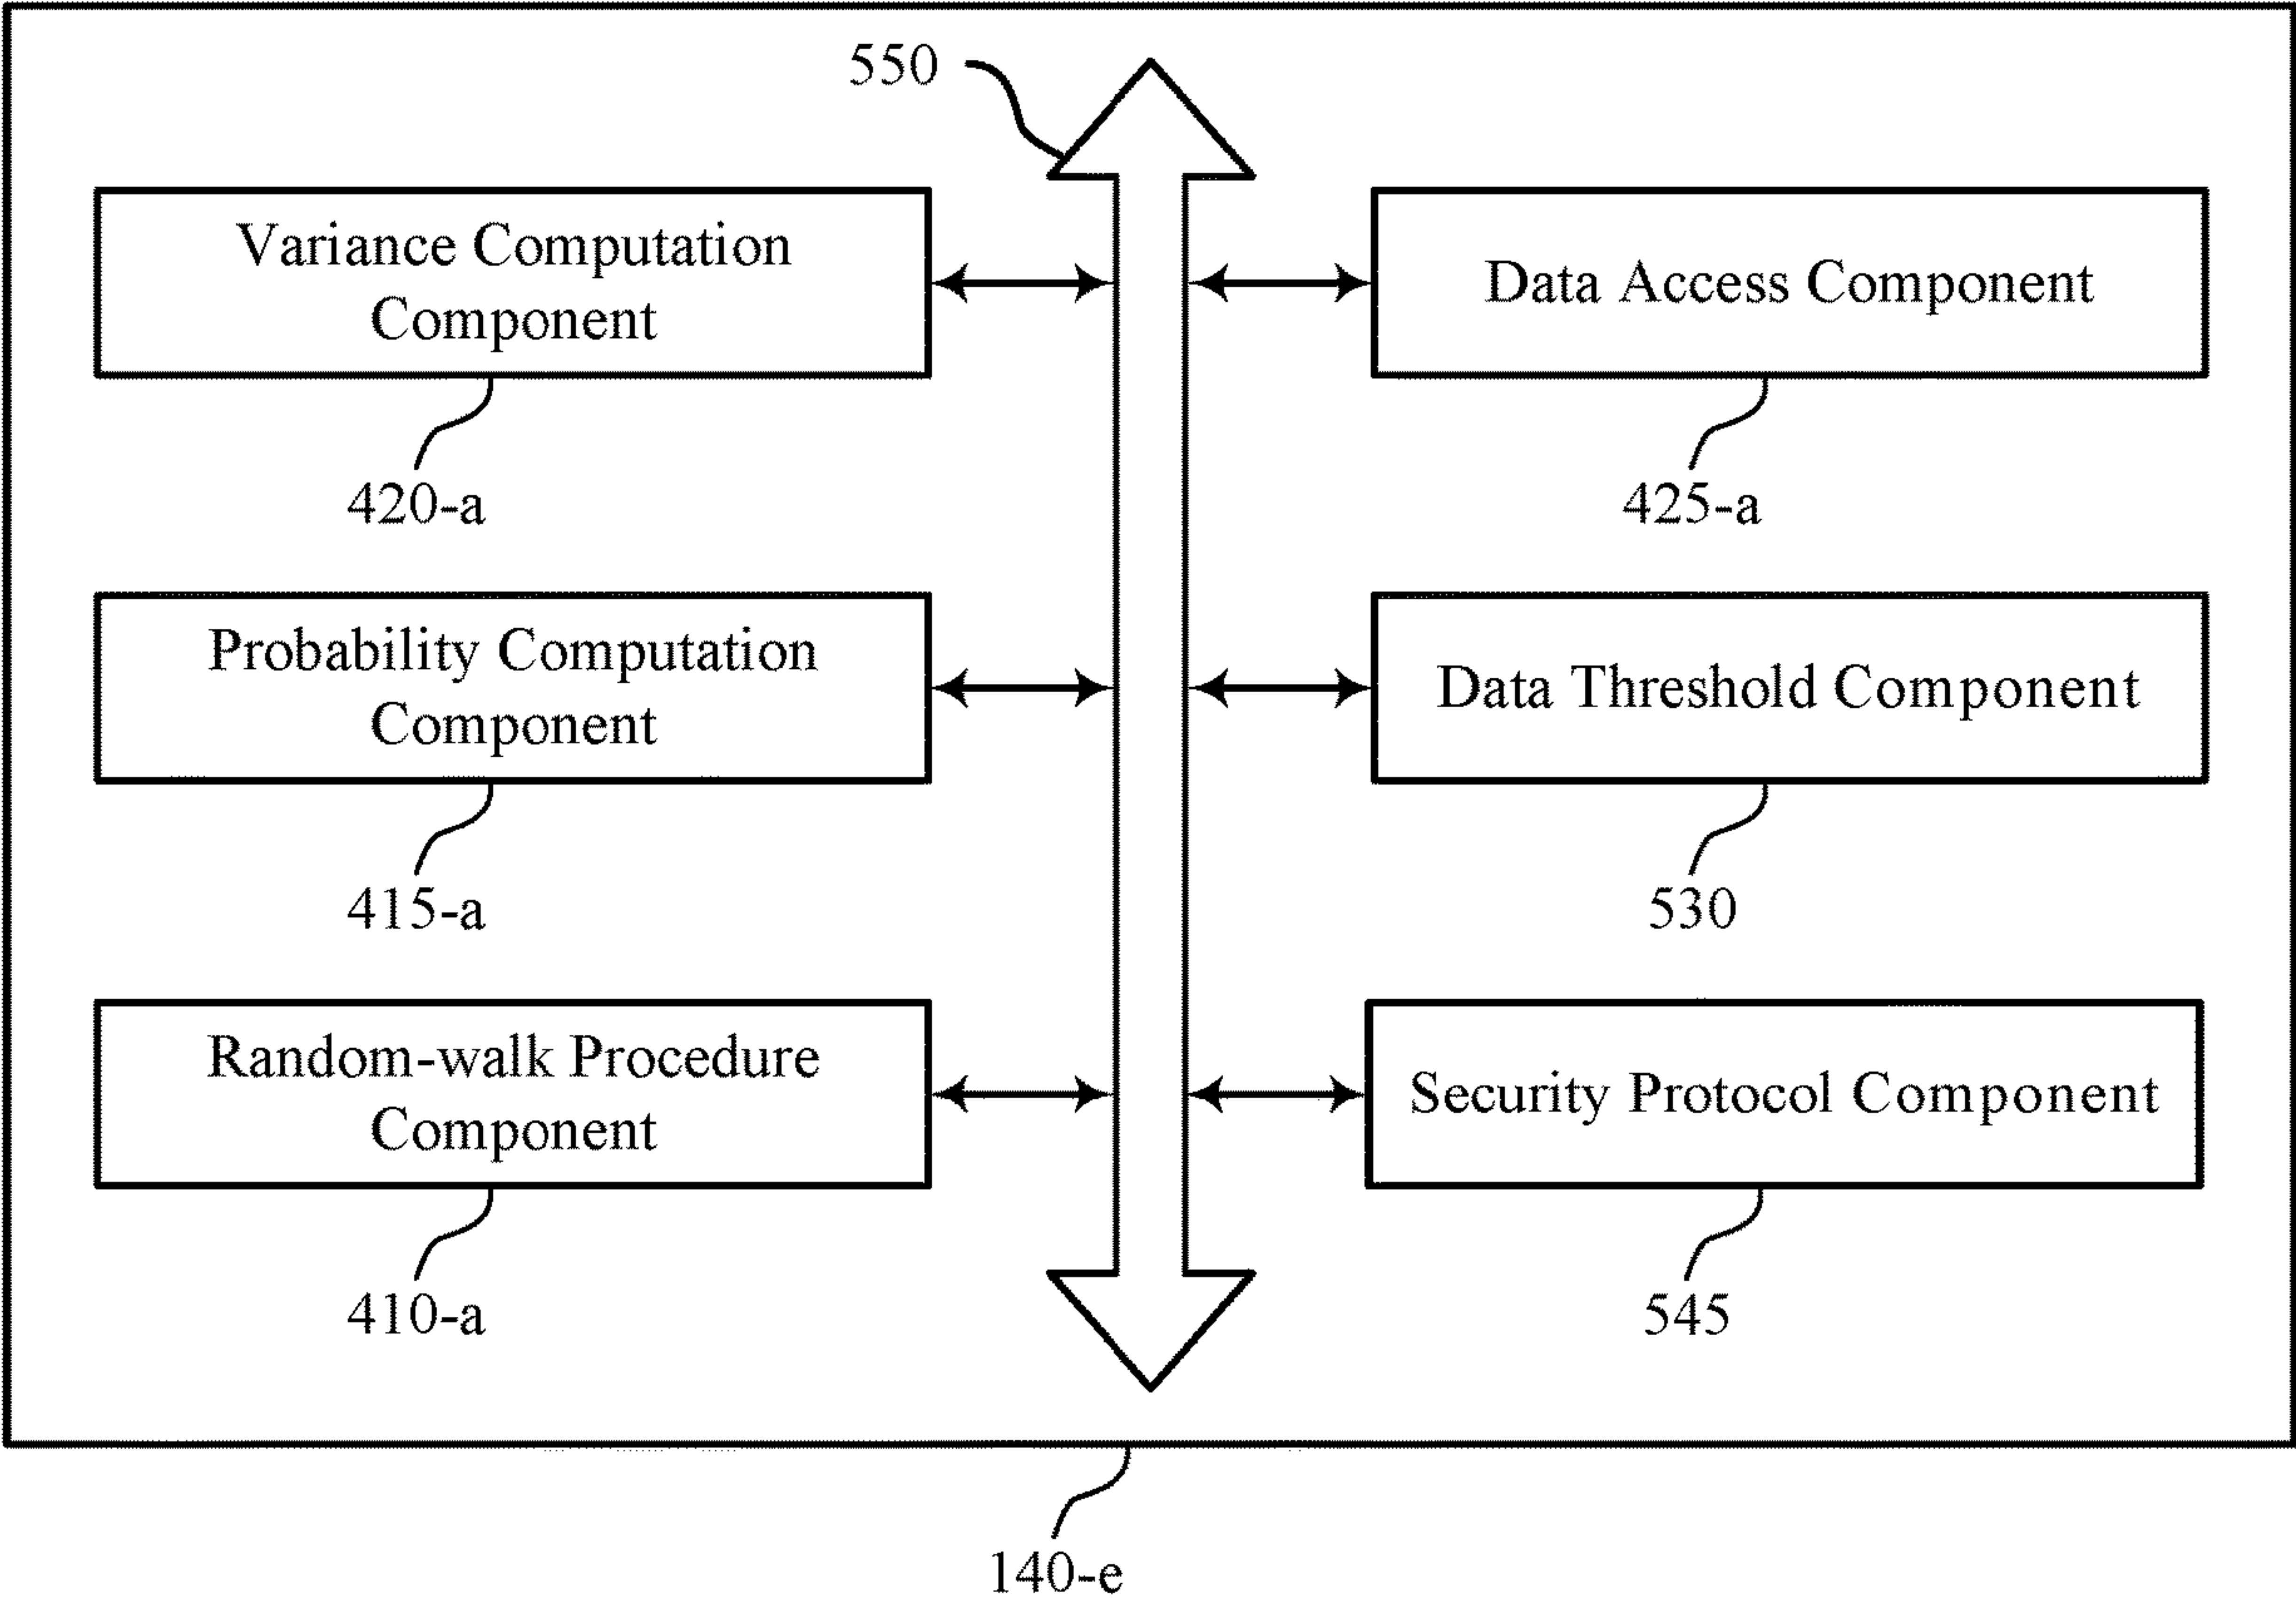 550
Variance Computation
Component
420-a
Data Access Component
425-a
Probability Computation
Component
415-a
Data Threshold Component
530
Random-walk Procedure
Component
410-a
Security Protocol Component
545
140-e